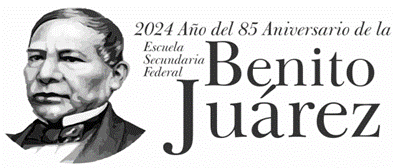 2024 Año del 85 Aniversario de la
Escuela
Secundaria
Federal
Benito
Juárez